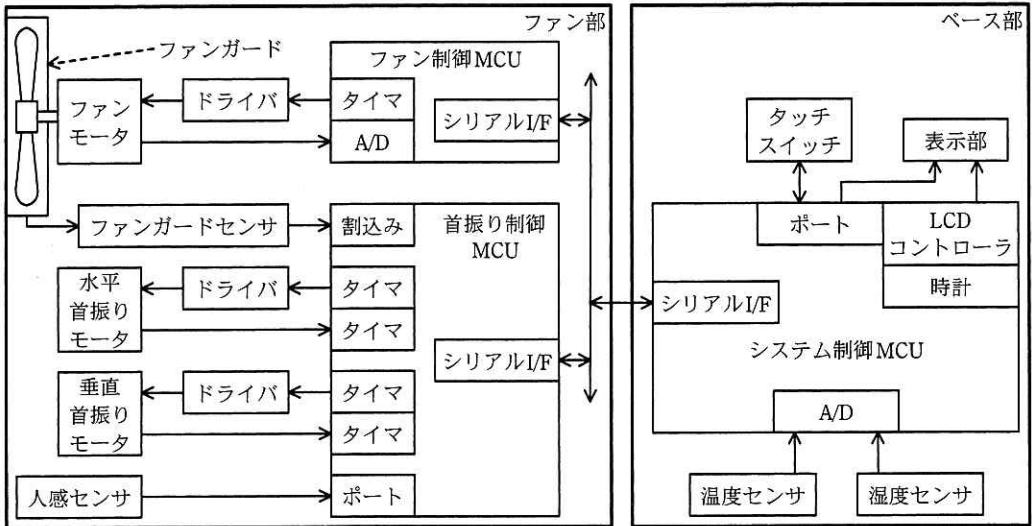 ファン部
ファンガード
ファン制御MCU
ファン
モータ
ドライバ
タイマ
A/D
シリアルI/F
ファンガードセンサ
割込み
首振り制御
MCU
水平
首振り
モータ
ドライバ
タイマ
タイマ
シリアルI/F
垂直
首振り
モータ
ドライバ
タイマ
タイマ
人感センサ
ポート
ベース部
タッチ
スイッチ
表示部
ポート
LCD
コントローラ
時計
シリアルI/F
システム制御MCU
A/D
温度センサ
湿度センサ